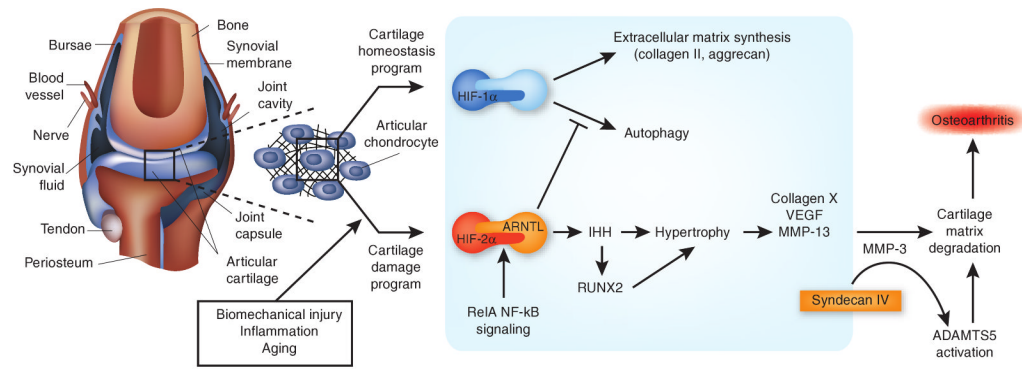 Bone
Bursae
Synovial
membrane
Blood
vessel
Joint
cavity
Nerve
Synovial
fluid
Tendon
Joint
capsule
Periosteum
Articular
cartilage
Cartilage
homeostasis
program
Articular
chondrocyte
Cartilage
damage
program
Biomechanical injury
Inflammation
Aging
Extracellular matrix synthesis
(collagen II, aggrecan)
HIF-1α
Autophagy
ARNTL
HIF-2α
IHH
Hypertrophy
Collagen X
VEGF
MMP-13
RUNX2
RelA NF-kB
signaling
Osteoarthritis
Cartilage
matrix
degradation
MMP-3
Syndecan IV
ADAMTS5
activation